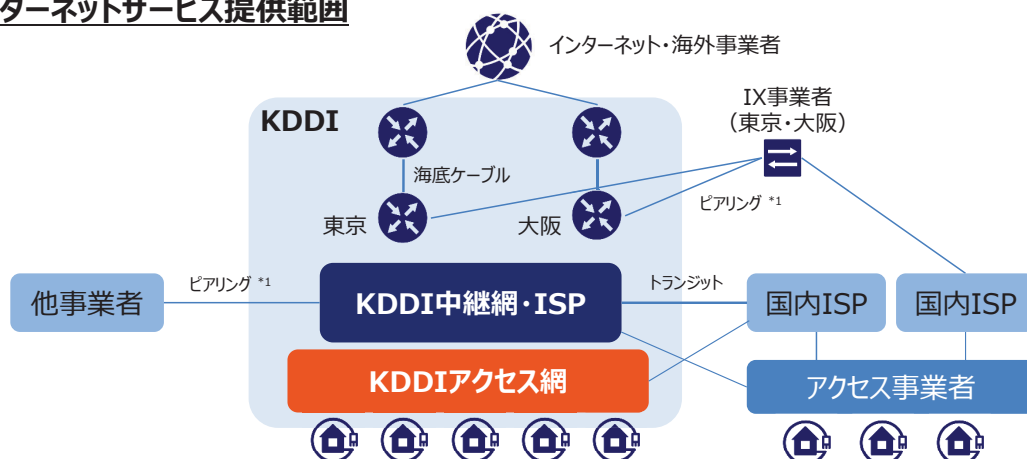 ターネットサービス提供範囲
インターネット・海外事業者
IX事業者
（東京・大阪）
KDDI
海底ケーブル
東京
大阪
ピアリング *1
ピアリング *1
トランジット
他事業者
KDDI中継網・ISP
国内ISP
国内ISP
KDDIアクセス網
アクセス事業者